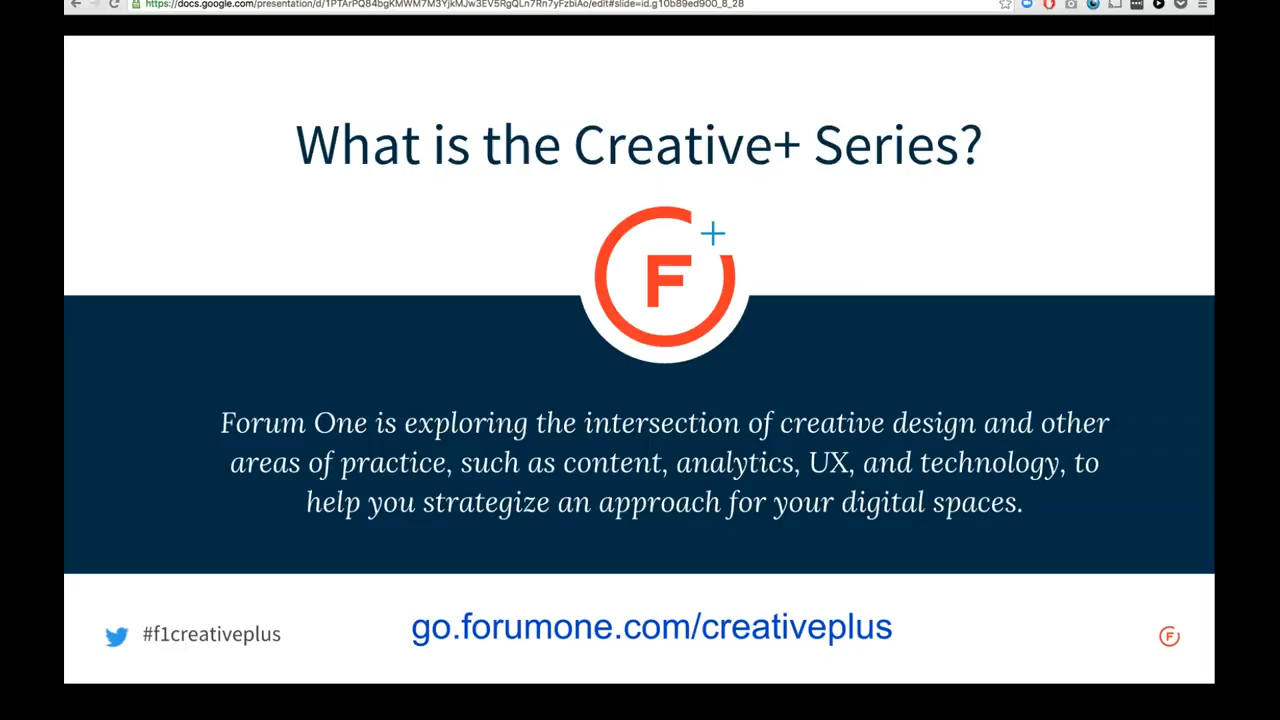 What is the Creative+ Series?
F+
Forum One is exploring the intersection of creative design and other
areas of practice, such as content, analytics, UX, and technology, to
help you strategize an approach for your digital spaces.
#f1creativeplus
go.forumone.com/creativeplus
F